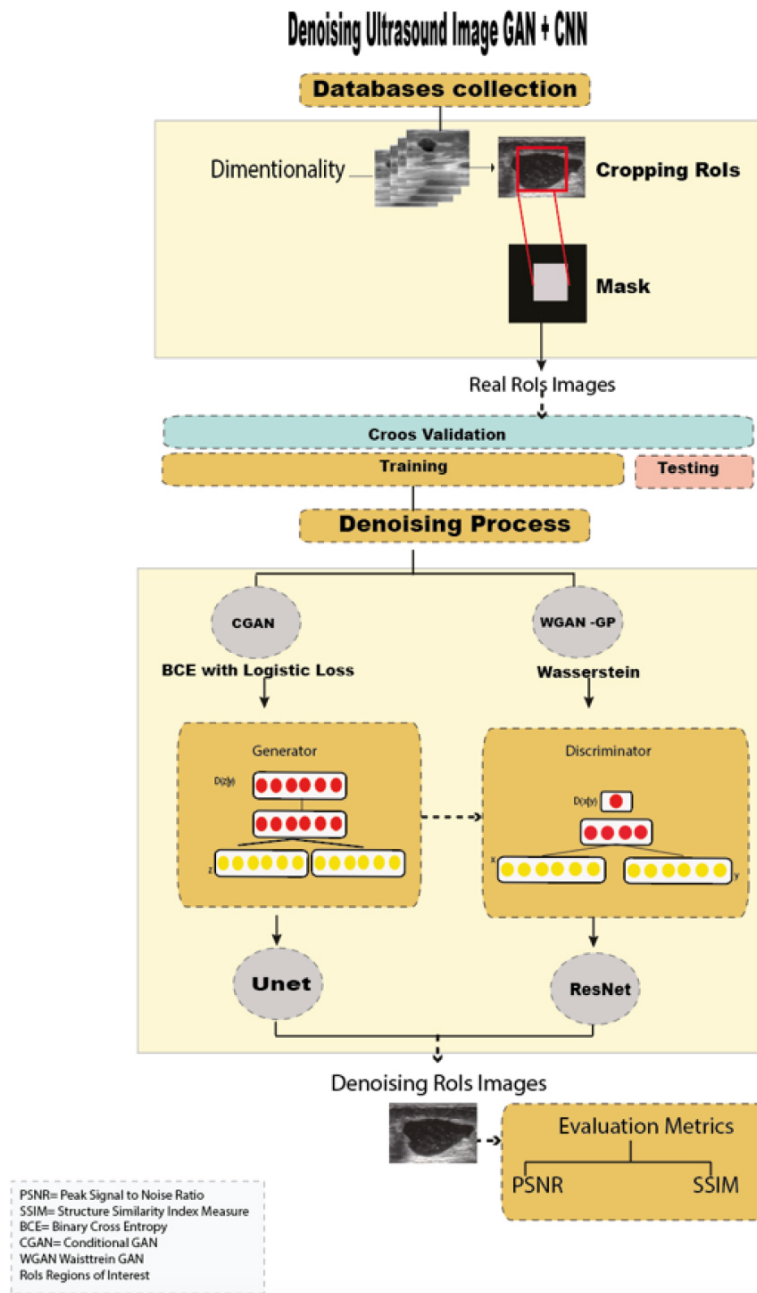 Denoising Ultrasound Image GAN + CNN
Databases collection
Dimentionality
Cropping RoIs
Mask
Real RoIs Images
Croos Validation
Training
Testing
Denoising Process
CGAN
WGAN -GP
BCE with Logistic Loss
Wasserstein
Generator
Discriminator
D(z|y)
D(x|y)
z
x
y
Unet
ResNet
Denoising RoIs Images
Evaluation Metrics
PSNR
SSIM
PSNR= Peak Signal to Noise Ratio
SSIM= Structure Similarity Index Measure
BCE= Binary Cross Entropy
CGAN= Conditional GAN
WGAN Waisttrein GAN
RoIs Regions of Interest